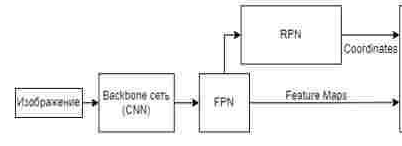 RPN
Coordinates
Изображение
Backbone сеть
(CNN)
FPN
Feature Maps